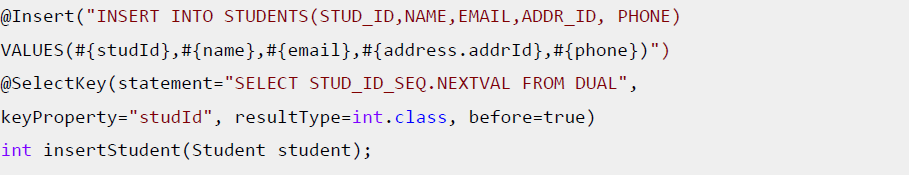 @Insert("INSERT INTO STUDENTS(STUD_ID,NAME,EMAIL,ADDR_ID, PHONE)
VALUES(#{studId},#{name},#{email},#{address.addrId},#{phone})")
@SelectKey(statement="SELECT STUD_ID_SEQ.NEXTVAL FROM DUAL",
keyProperty="studId", resultType=int.class, before=true)
int insertStudent(Student student);